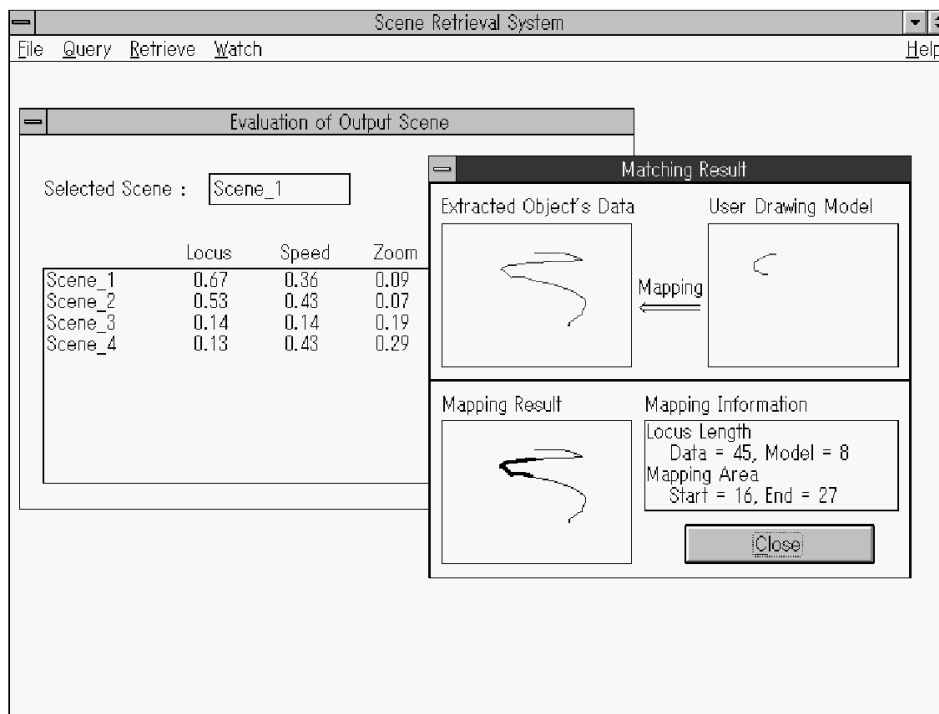 Scene Retrieval System
File Query Retrieve Watch Help
Evaluation of Output Scene
Selected Scene : Scene_1
Locus Speed Zoom
Scene_1 0.67 0.36 0.09
Scene_2 0.53 0.43 0.07
Scene_3 0.14 0.14 0.19
Scene_4 0.13 0.43 0.29
Matching Result
Extracted Object's Data User Drawing Model
Mapping
Mapping Result Mapping Information
Locus Length
Data = 45, Model = 8
Mapping Area
Start = 16, End = 27
Close